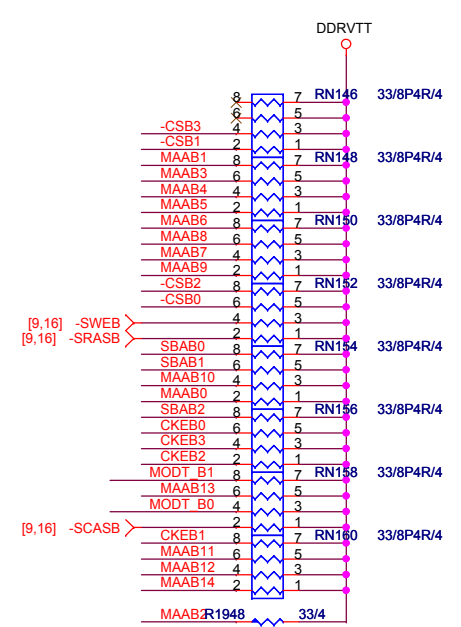 DDRVTT
8 7 RN146 33/8P4R/4
6 5
-CSB3 4 3
-CSB1 2 1
MAAB1 8 7 RN148 33/8P4R/4
MAAB3 6 5
MAAB4 4 3
MAAB5 2 1
MAAB6 8 7 RN150 33/8P4R/4
MAAB8 6 5
MAAB7 4 3
MAAB9 2 1
-CSB2 8 7 RN152 33/8P4R/4
-CSB0 6 5
[9,16] -SWEB 4 3
[9,16] -SRASB 2 1
SBAB0 8 7 RN154 33/8P4R/4
SBAB1 6 5
MAAB10 4 3
MAAB0 2 1
SBAB2 8 7 RN156 33/8P4R/4
CKEB0 6 5
CKEB3 4 3
CKEB2 2 1
MODT_B1 8 7 RN158 33/8P4R/4
MAAB13 6 5
MODT_B0 4 3
[9,16] -SCASB 2 1
CKEB1 8 7 RN160 33/8P4R/4
MAAB11 6 5
MAAB12 4 3
MAAB14 2 1
MAAB2 R1948 33/4